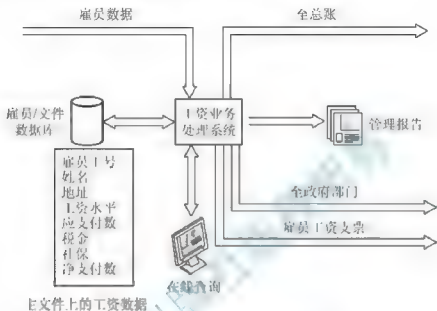 雇员数据
至总账
雇员/文件
数据库
工资业务
处理系统
管理报告
雇员工号
姓名
地址
工资水平
应支付数
税金
社保
净支付数
至政府部门
雇员工资支票
在线查询
主文件上的工资数据